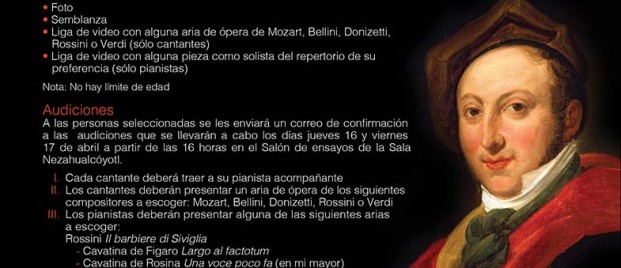 • Foto
• Semblanza
• Liga de video con alguna aria de ópera de Mozart, Bellini, Donizetti,
Rossini o Verdi (sólo cantantes)
• Liga de video con alguna pieza como solista del repertorio de su
preferencia (sólo pianistas)
Nota: No hay límite de edad
Audiciones
A las personas seleccionadas se les enviará un correo de confirmación
a las audiciones que se llevarán a cabo los días jueves 16 y viernes
17 de abril a partir de las 16 horas en el Salón de ensayos de la Sala
Nezahualcóyotl.
I. Cada cantante deberá traer a su pianista acompañante
II. Los cantantes deberán presentar un aria de ópera de los siguientes
compositores a escoger: Mozart, Bellini, Donizetti, Rossini o Verdi
III. Los pianistas deberán presentar alguna de las siguientes arias
a escoger:
Rossini Il barbiere di Siviglia
- Cavatina de Figaro Largo al factotum
- Cavatina de Rosina Una voce poco fa (en mi mayor)